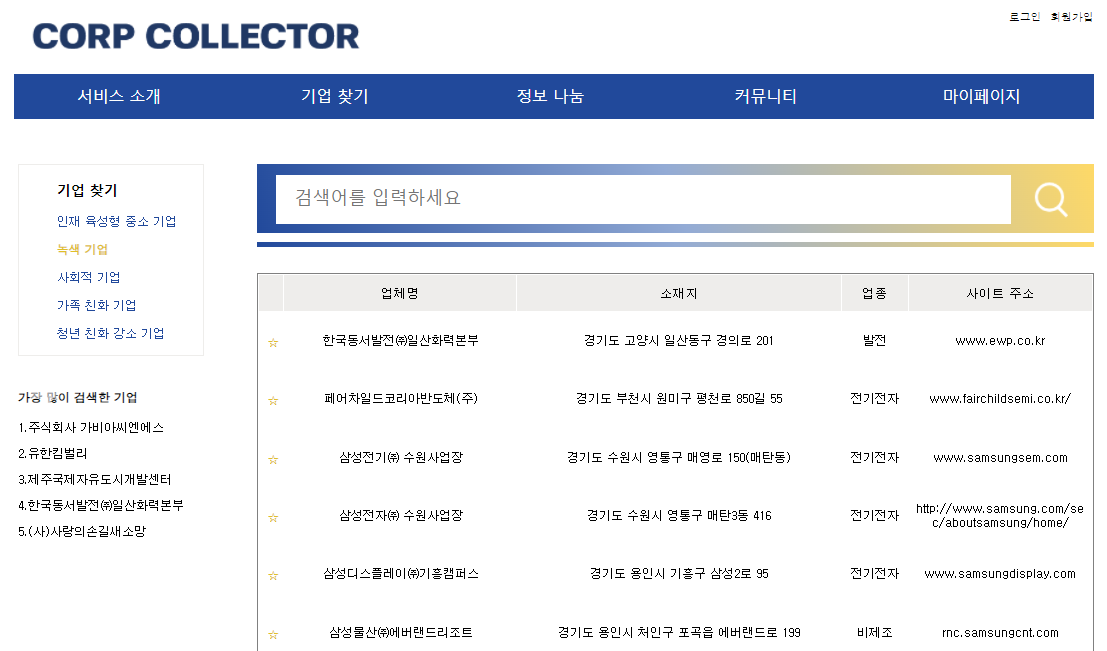 로그인 회원가입
CORP COLLECTOR
서비스 소개 기업 찾기 정보 나눔 커뮤니티 마이페이지
기업 찾기
인재 육성형 중소 기업
녹색 기업
사회적 기업
가족 친화 기업
청년 친화 강소 기업
가장 많이 검색한 기업
1.주식회사 가비아씨엔에스
2.유한킴벌리
3.제주국제자유도시개발센터
4.한국동서발전㈜일산화력본부
5.(사)사랑의손길새소망
검색어를 입력하세요
업체명 소재지 업종 사이트 주소
☆ 한국동서발전㈜일산화력본부 경기도 고양시 일산동구 경의로 201 발전 www.ewp.co.kr
☆ 페어차일드코리아반도체(주) 경기도 부천시 원미구 평천로 850길 55 전기전자 www.fairchildsemi.co.kr/
☆ 삼성전기㈜ 수원사업장 경기도 수원시 영통구 매영로 150(매탄동) 전기전자 www.samsungsem.com
☆ 삼성전자㈜ 수원사업장 경기도 수원시 영통구 매탄3동 416 전기전자 http://www.samsung.com/se
c/aboutsamsung/home/
☆ 삼성디스플레이㈜기흥캠퍼스 경기도 용인시 기흥구 삼성2로 95 전기전자 www.samsungdisplay.com
☆ 삼성물산㈜에버랜드리조트 경기도 용인시 처인구 포곡읍 에버랜드로 199 비제조 rnc.samsungcnt.com